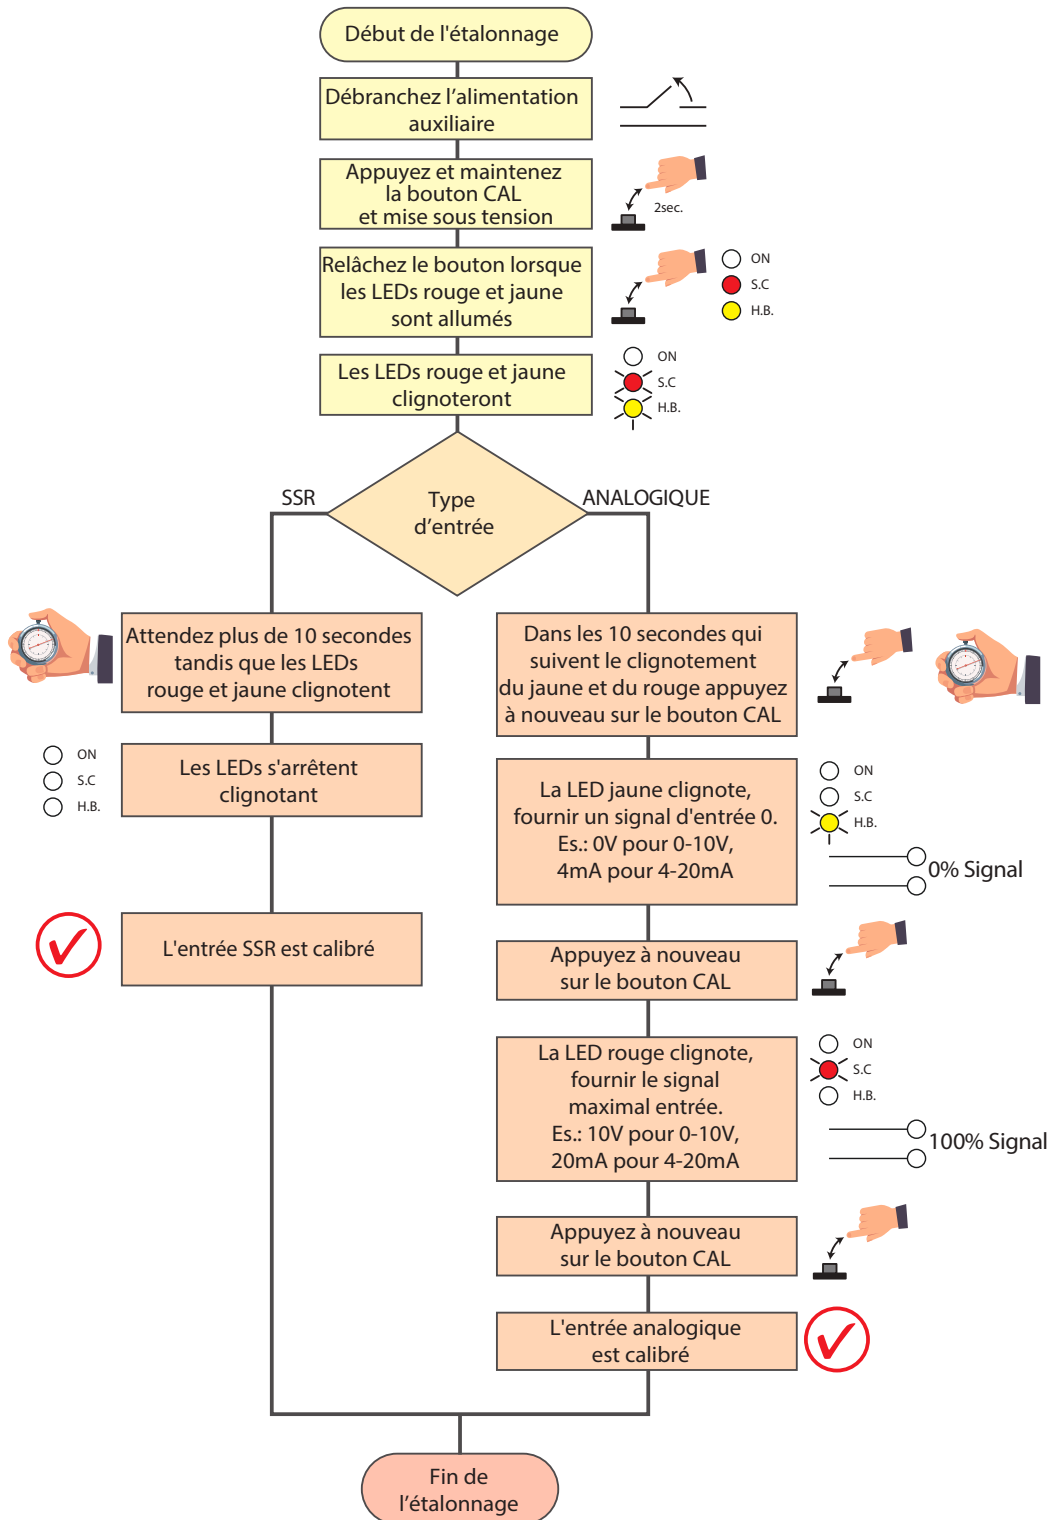 Début de l'étalonnage
Débranchez l’alimentation
auxiliaire
Appuyez et maintenez
la bouton CAL
et mise sous tension
2sec.
Relâchez le bouton lorsque
les LEDs rouge et jaune
sont allumés
ON
S.C
H.B.
Les LEDs rouge et jaune
clignoteront
ON
S.C
H.B.
Type
d’entrée
SSR
ANALOGIQUE
Attendez plus de 10 secondes
tandis que les LEDs
rouge et jaune clignotent
ON
S.C
H.B.
Les LEDs s'arrêtent
clignotant
L'entrée SSR est calibré
Dans les 10 secondes qui
suivent le clignotement
du jaune et du rouge appuyez
à nouveau sur le bouton CAL
La LED jaune clignote,
fournir un signal d'entrée 0.
Es.: 0V pour 0-10V,
4mA pour 4-20mA
ON
S.C
H.B.
0% Signal
Appuyez à nouveau
sur le bouton CAL
La LED rouge clignote,
fournir le signal
maximal entrée.
Es.: 10V pour 0-10V,
20mA pour 4-20mA
ON
S.C
H.B.
100% Signal
Appuyez à nouveau
sur le bouton CAL
L'entrée analogique
est calibré
Fin de
l’étalonnage